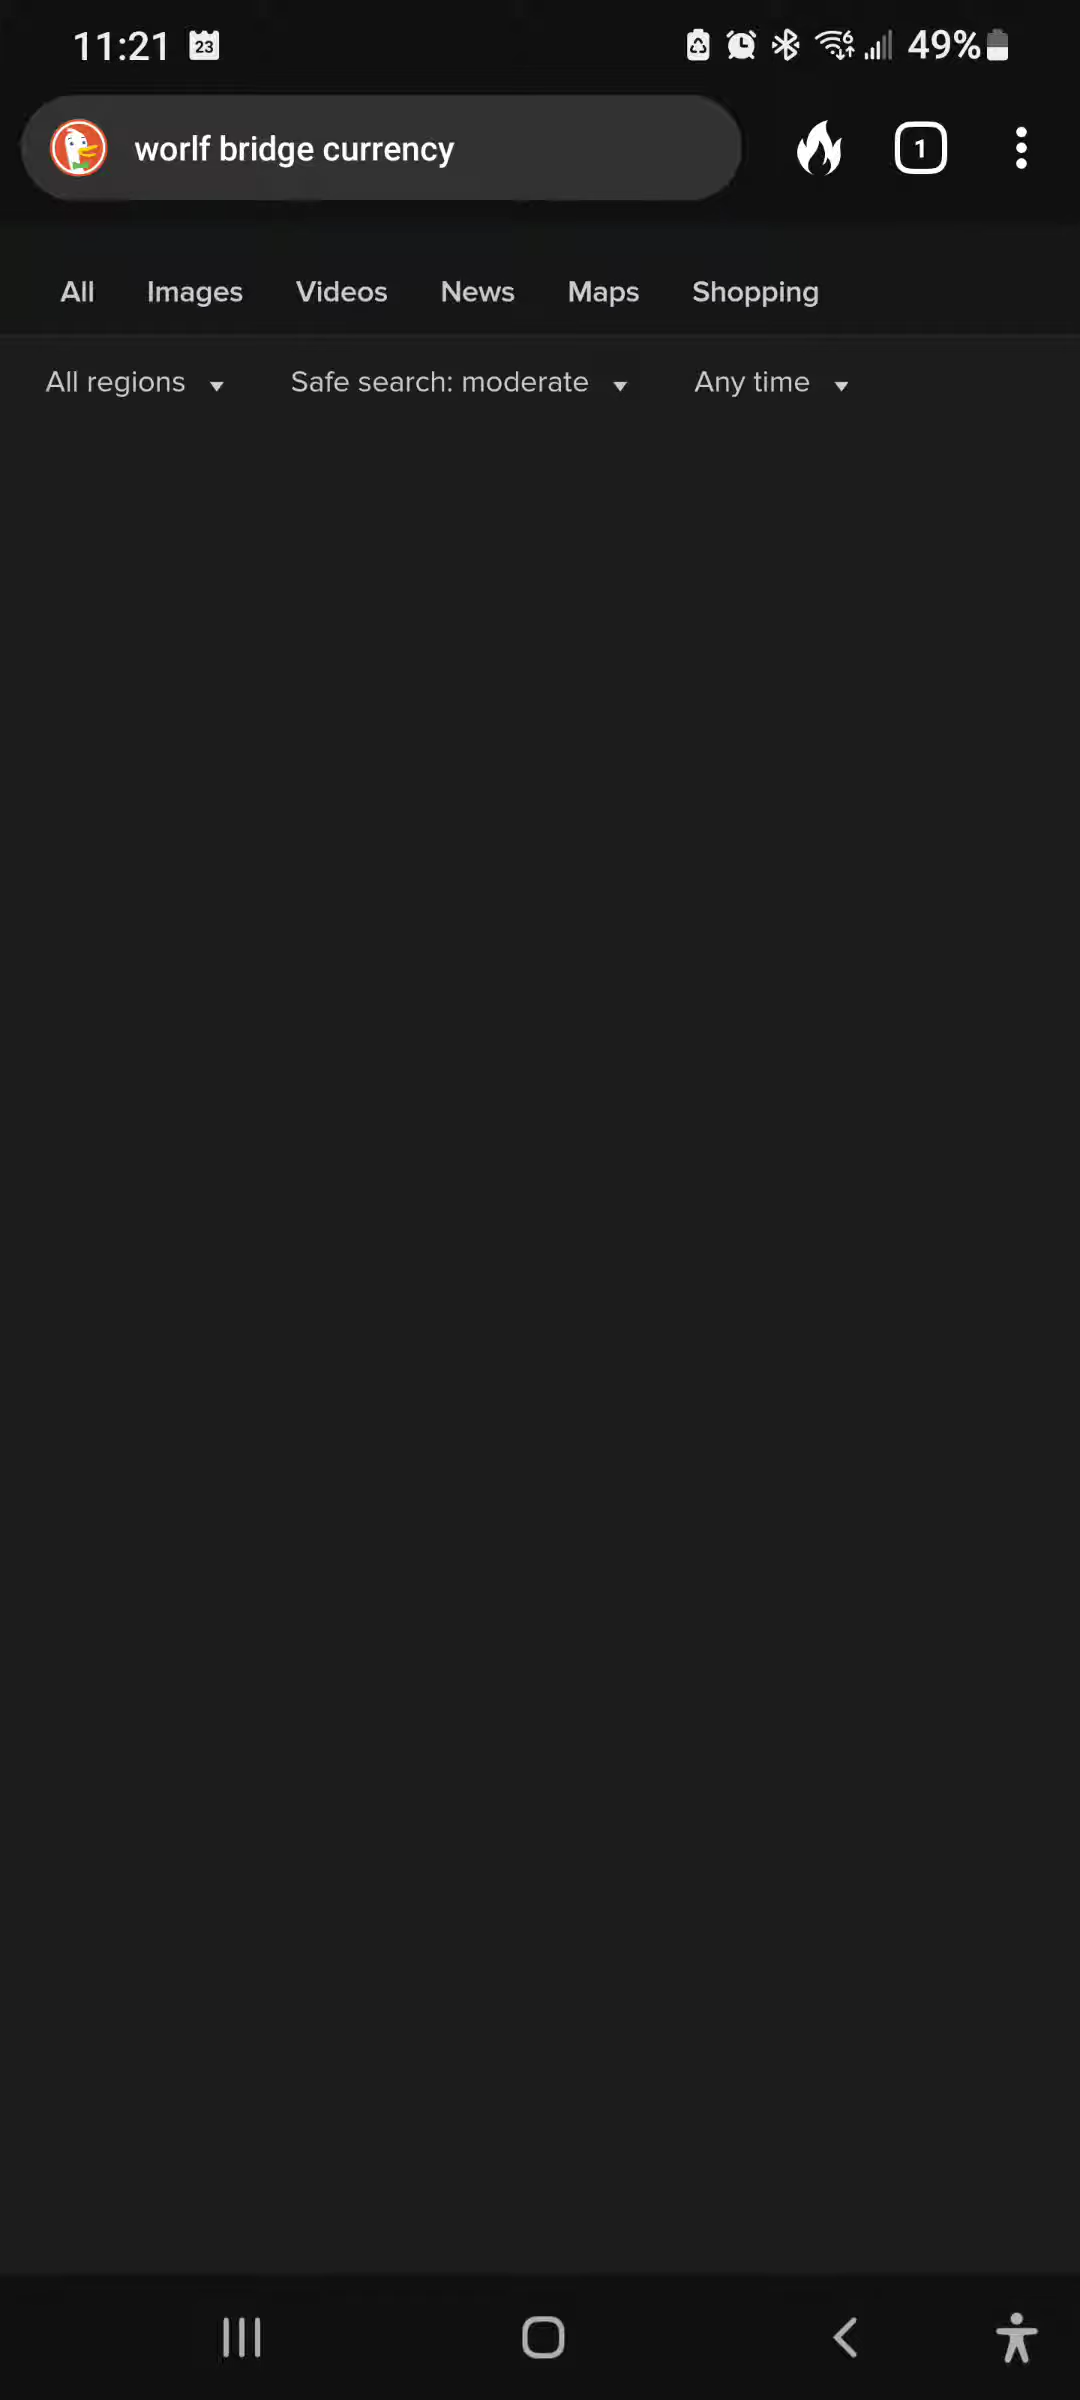 11:21 23 49%
worlf bridge currency 1
All Images Videos News Maps Shopping
All regions Safe search: moderate Any time